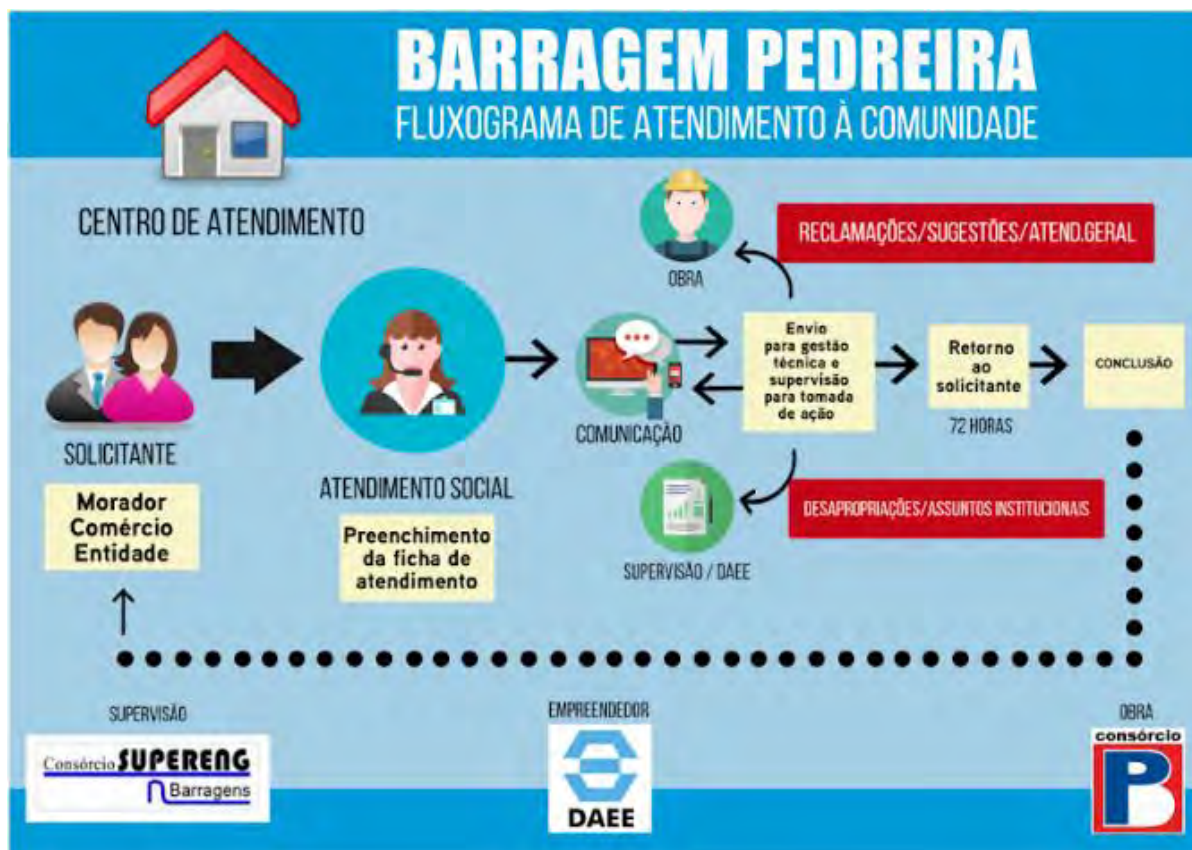 BARRAGEM PEDREIRA
FLUXOGRAMA DE ATENDIMENTO À COMUNIDADE
CENTRO DE ATENDIMENTO
SOLICITANTE
Morador
Comércio
Entidade
ATENDIMENTO SOCIAL
Preenchimento
da ficha de
atendimento
COMUNICAÇÃO
OBRA
RECLAMAÇÕES/SUGESTÕES/ATEND.GERAL
Envio
para gestão
técnica e
supervisão
para tomada
de ação
SUPERVISÃO / DAEE
DESAPROPRIAÇÕES/ASSUNTOS INSTITUCIONAIS
Retorno
ao
solicitante
72 HORAS
CONCLUSÃO
SUPERVISÃO
Consórcio SUPERENG
Barragens
EMPREENDEDOR
DAEE
OBRA
consórcio
BP